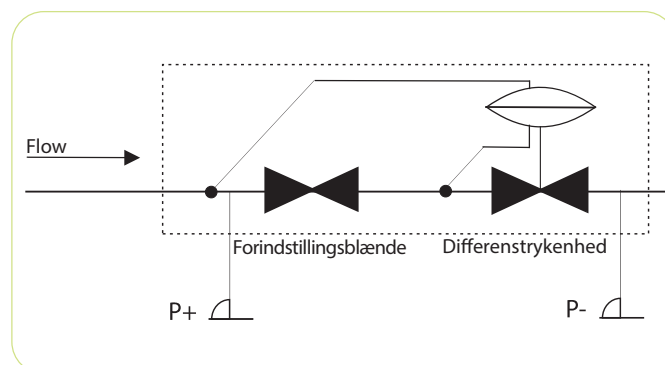 Flow
Forindstillingsblænde
Differenstrykenhed
P+
P-